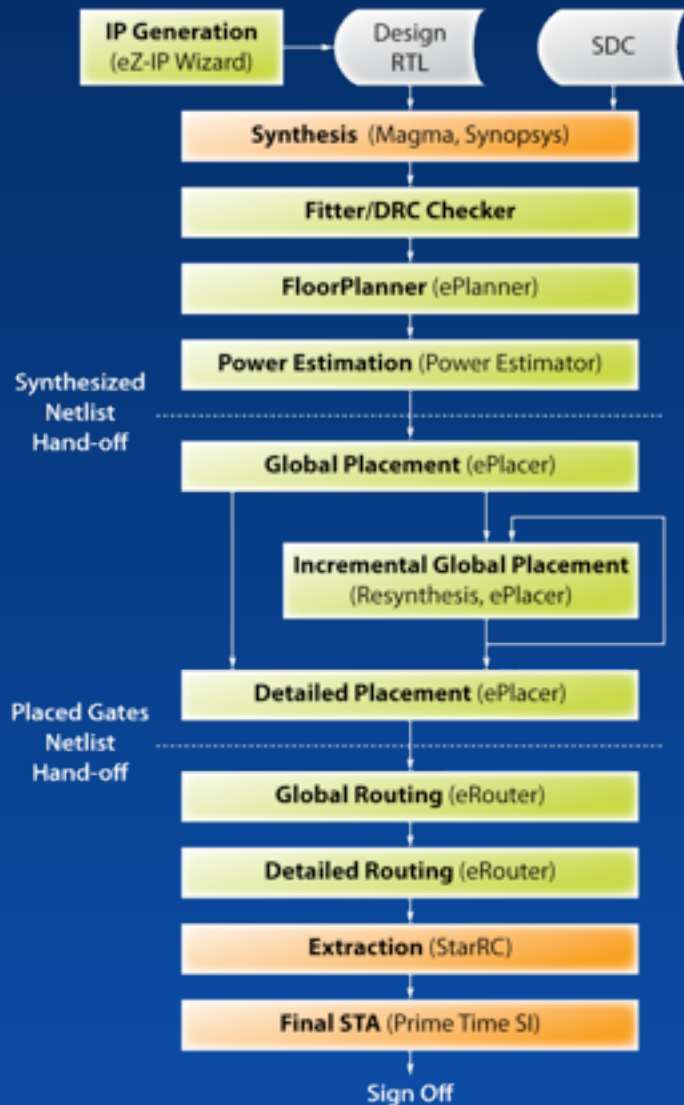 IP Generation
(eZ-IP Wizard)
Design
RTL
SDC
Synthesis (Magma, Synopsys)
Fitter/DRC Checker
FloorPlanner (ePlanner)
Power Estimation (Power Estimator)
Synthesized
Netlist
Hand-off
Global Placement (ePlacer)
Incremental Global Placement
(Resynthesis, ePlacer)
Detailed Placement (ePlacer)
Placed Gates
Netlist
Hand-off
Global Routing (eRouter)
Detailed Routing (eRouter)
Extraction (StarRC)
Final STA (Prime Time SI)
Sign Off